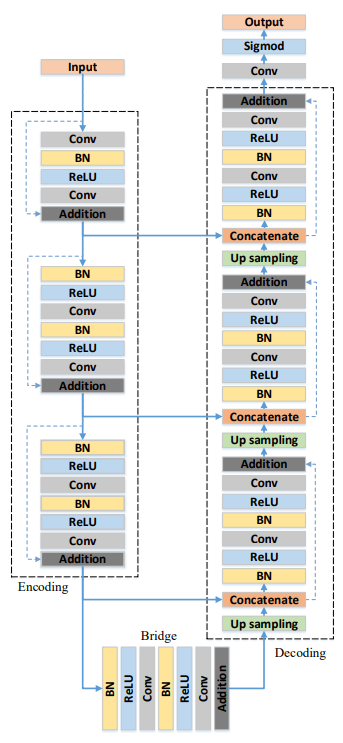 Input
Conv
BN
ReLU
Conv
Addition
BN
ReLU
Conv
BN
ReLU
Conv
Addition
BN
ReLU
Conv
BN
ReLU
Conv
Addition
Encoding
Bridge
BN
ReLU
Conv
BN
ReLU
Conv
Addition
Output
Sigmod
Conv
Addition
Conv
ReLU
BN
Conv
ReLU
BN
Concatenate
Up sampling
Addition
Conv
ReLU
BN
Conv
ReLU
BN
Concatenate
Up sampling
Addition
Conv
ReLU
BN
Conv
ReLU
BN
Concatenate
Up sampling
Decoding